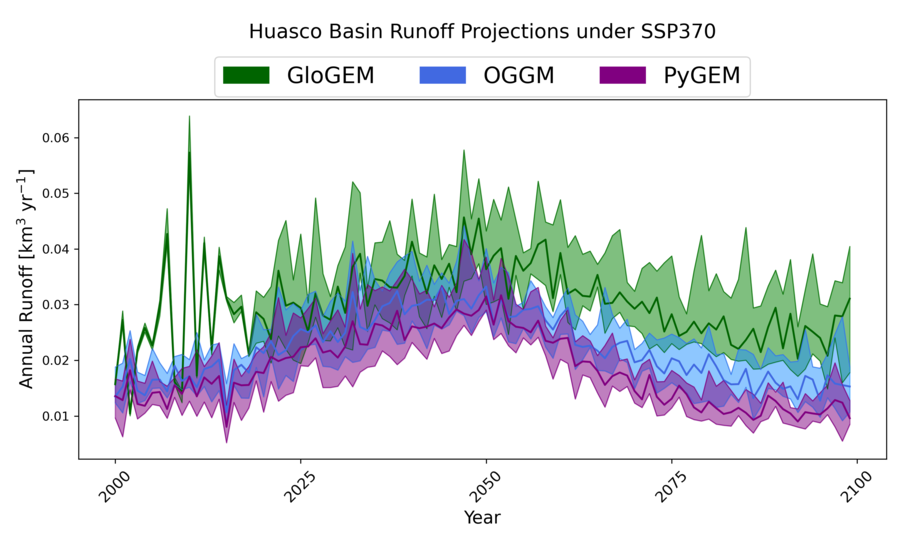 Huasco Basin Runoff Projections under SSP370
GloGEM OGGM PyGEM
Annual Runoff [km³ yr⁻¹]
0.06
0.05
0.04
0.03
0.02
0.01
2000 2025 2050 2075 2100
Year